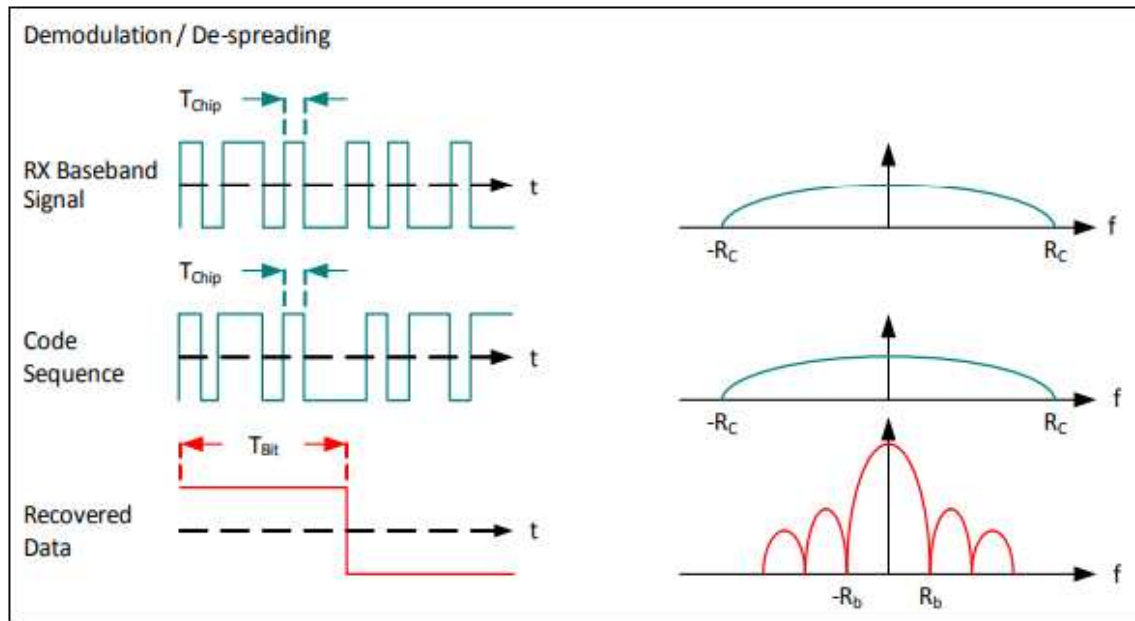 Demodulation / De-spreading
T_Chip
RX Baseband
Signal
t
-R_C
R_C
f
T_Chip
Code
Sequence
t
-R_C
R_C
f
T_Bit
Recovered
Data
t
-R_b
R_b
f